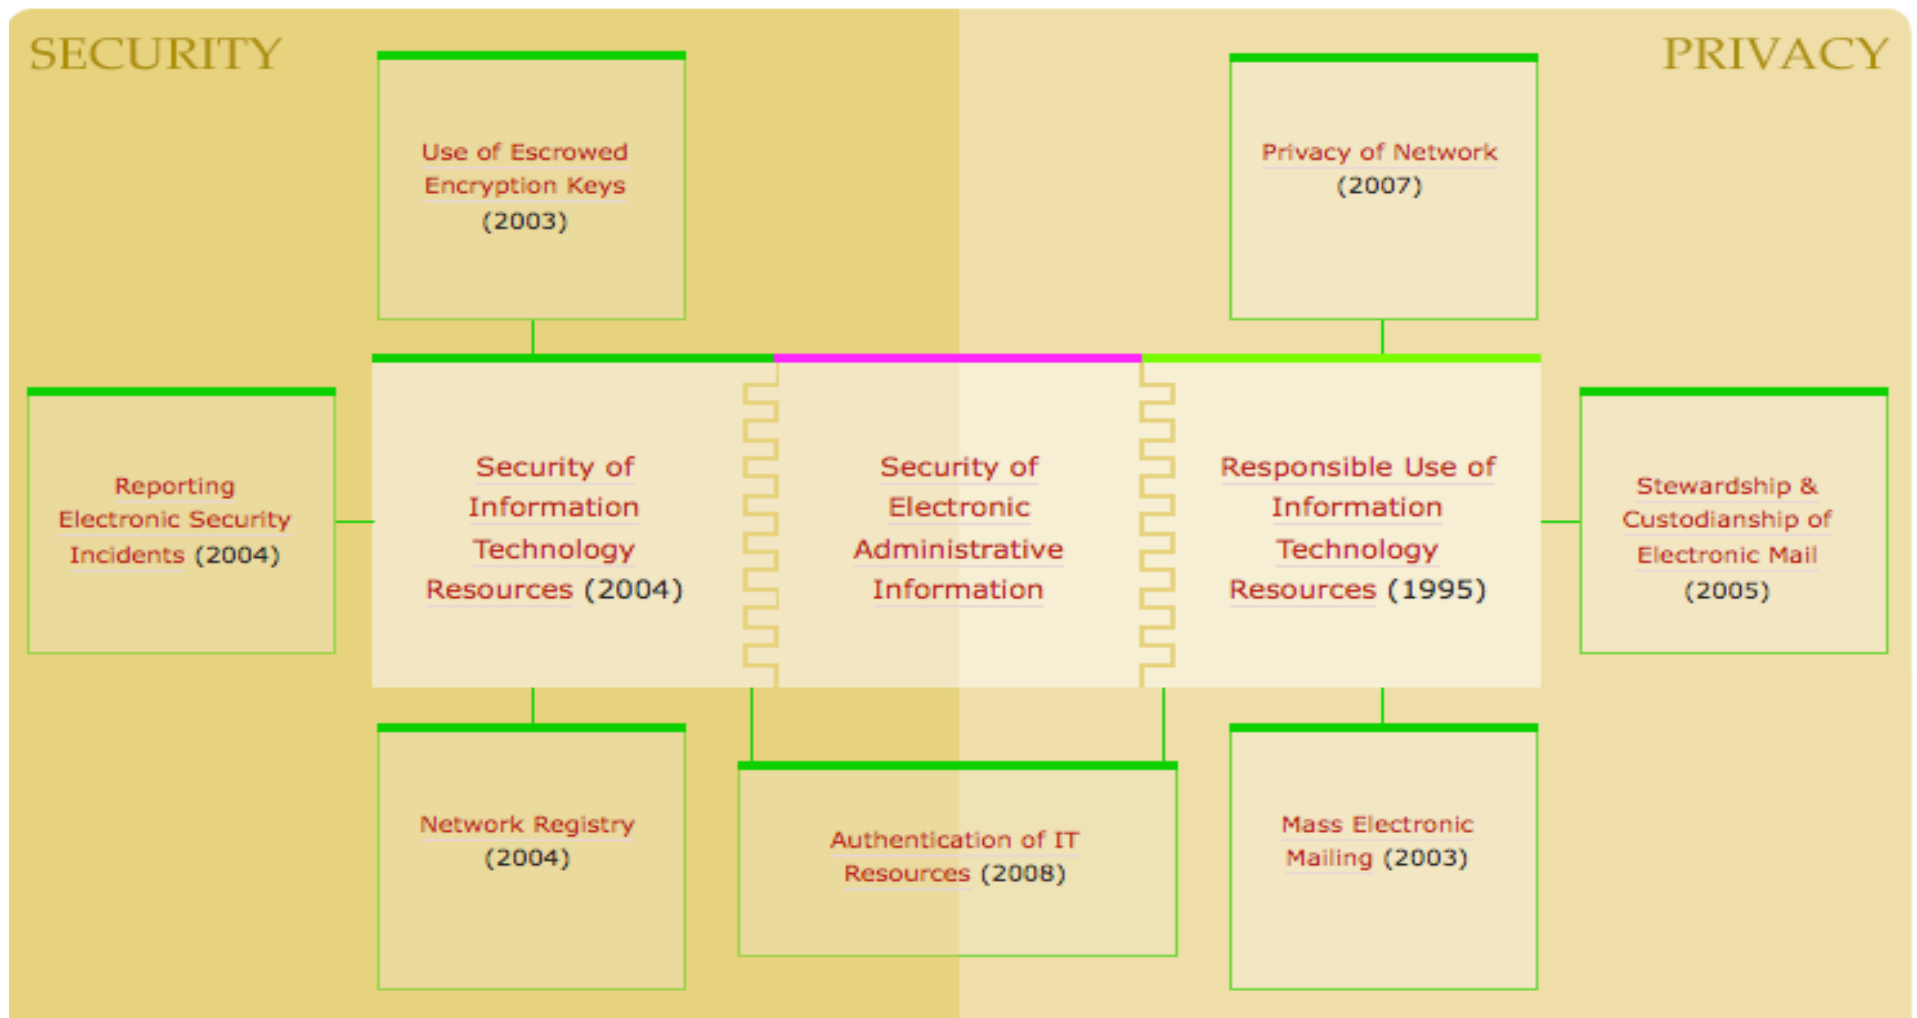 SECURITY
PRIVACY
Use of Escrowed
Encryption Keys
(2003)
Privacy of Network
(2007)
Reporting
Electronic Security
Incidents (2004)
Security of
Information
Technology
Resources (2004)
Security of
Electronic
Administrative
Information
Responsible Use of
Information
Technology
Resources (1995)
Stewardship &
Custodianship of
Electronic Mail
(2005)
Network Registry
(2004)
Authentication of IT
Resources (2008)
Mass Electronic
Mailing (2003)